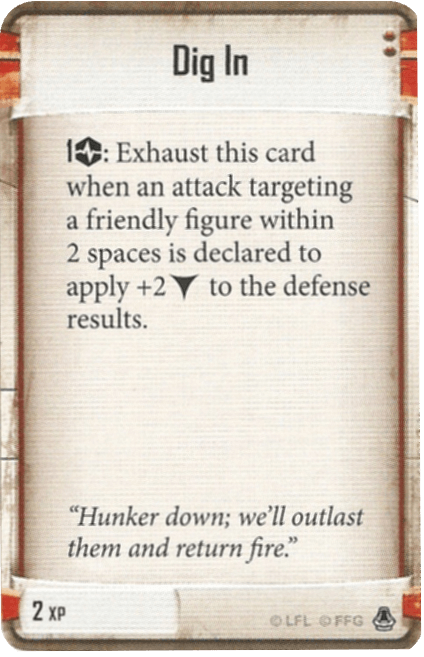 Dig In
1: Exhaust this card
when an attack targeting
a friendly figure within
2 spaces is declared to
apply +2 to the defense
results.
“Hunker down; we’ll outlast
them and return fire.”
2 XP
© LFL © FFG